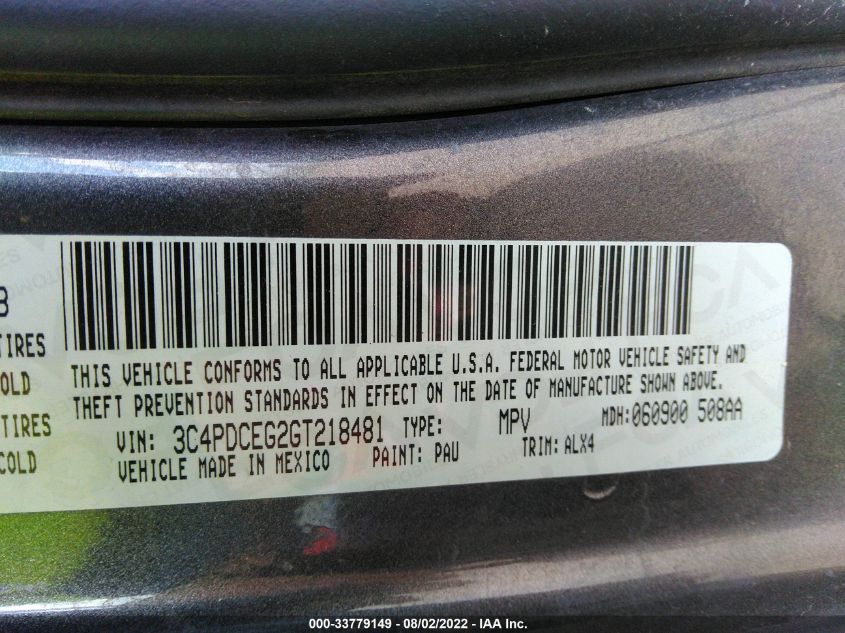 B
TIRES
OLD
TIRES
COLD
THIS VEHICLE CONFORMS TO ALL APPLICABLE U.S.A. FEDERAL MOTOR VEHICLE SAFETY AND
THEFT PREVENTION STANDARDS IN EFFECT ON THE DATE OF MANUFACTURE SHOWN ABOVE.
VIN: 3C4PDCEG2GT218481 TYPE: MPV MDH:060900 508AA
VEHICLE MADE IN MEXICO PAINT: PAU TRIM: ALX4
000-33779149 - 08/02/2022 - IAA Inc.